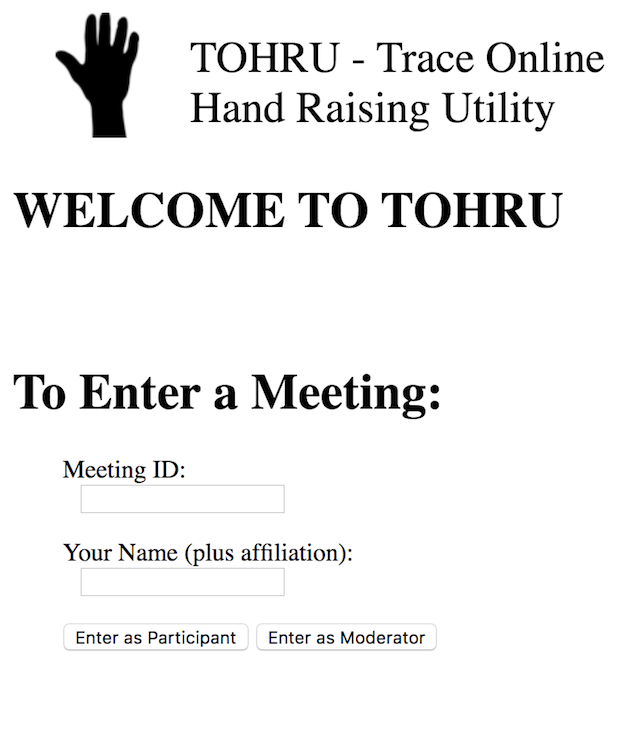 TOHRU - Trace Online
Hand Raising Utility
WELCOME TO TOHRU
To Enter a Meeting:
Meeting ID:
Your Name (plus affiliation):
Enter as Participant Enter as Moderator